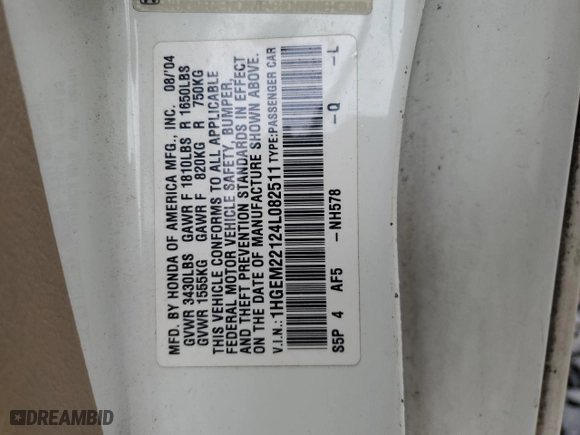 MFD. BY HONDA OF AMERICA MFG., INC. 08/'04
GVWR 3430LBS GAWR F 1810LBS R 1650LBS
GVWR 1555KG GAWR F 820KG R 750KG
THIS VEHICLE CONFORMS TO ALL APPLICABLE
FEDERAL MOTOR VEHICLE SAFETY, BUMPER,
AND THEFT PREVENTION STANDARDS IN EFFECT
ON THE DATE OF MANUFACTURE SHOWN ABOVE.
V.I.N.: 1HGEM22124L082511 TYPE:PASSENGER CAR
S5P 4 AF5 -NH578 -Q -L
DREAMBID